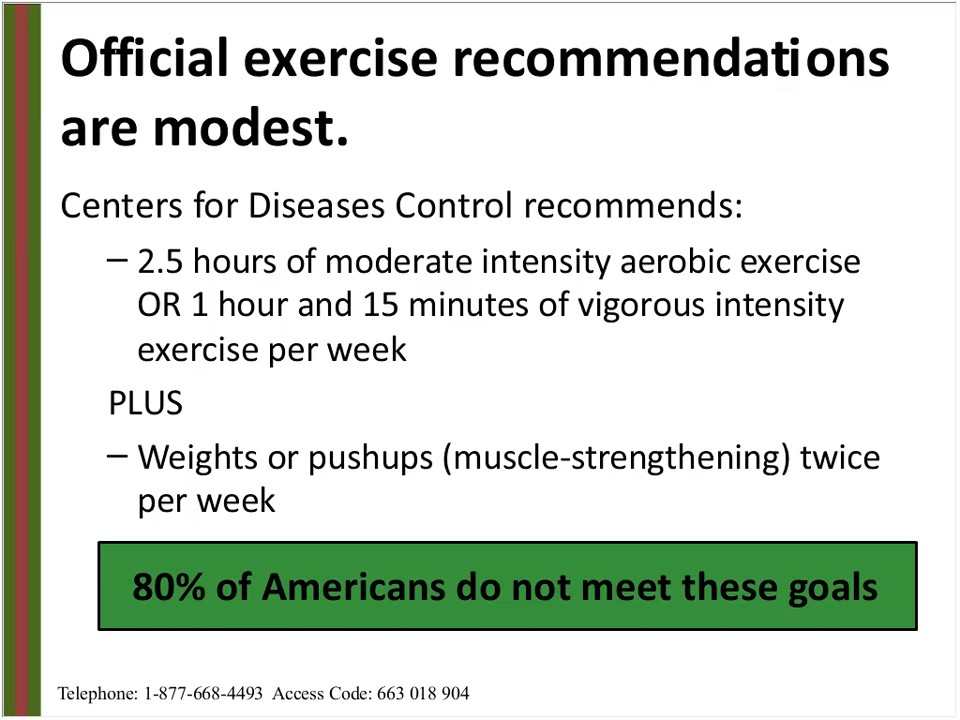 Official exercise recommendations
are modest.
Centers for Diseases Control recommends:
– 2.5 hours of moderate intensity aerobic exercise
OR 1 hour and 15 minutes of vigorous intensity
exercise per week
PLUS
– Weights or pushups (muscle-strengthening) twice
per week
80% of Americans do not meet these goals
Telephone: 1-877-668-4493 Access Code: 663 018 904